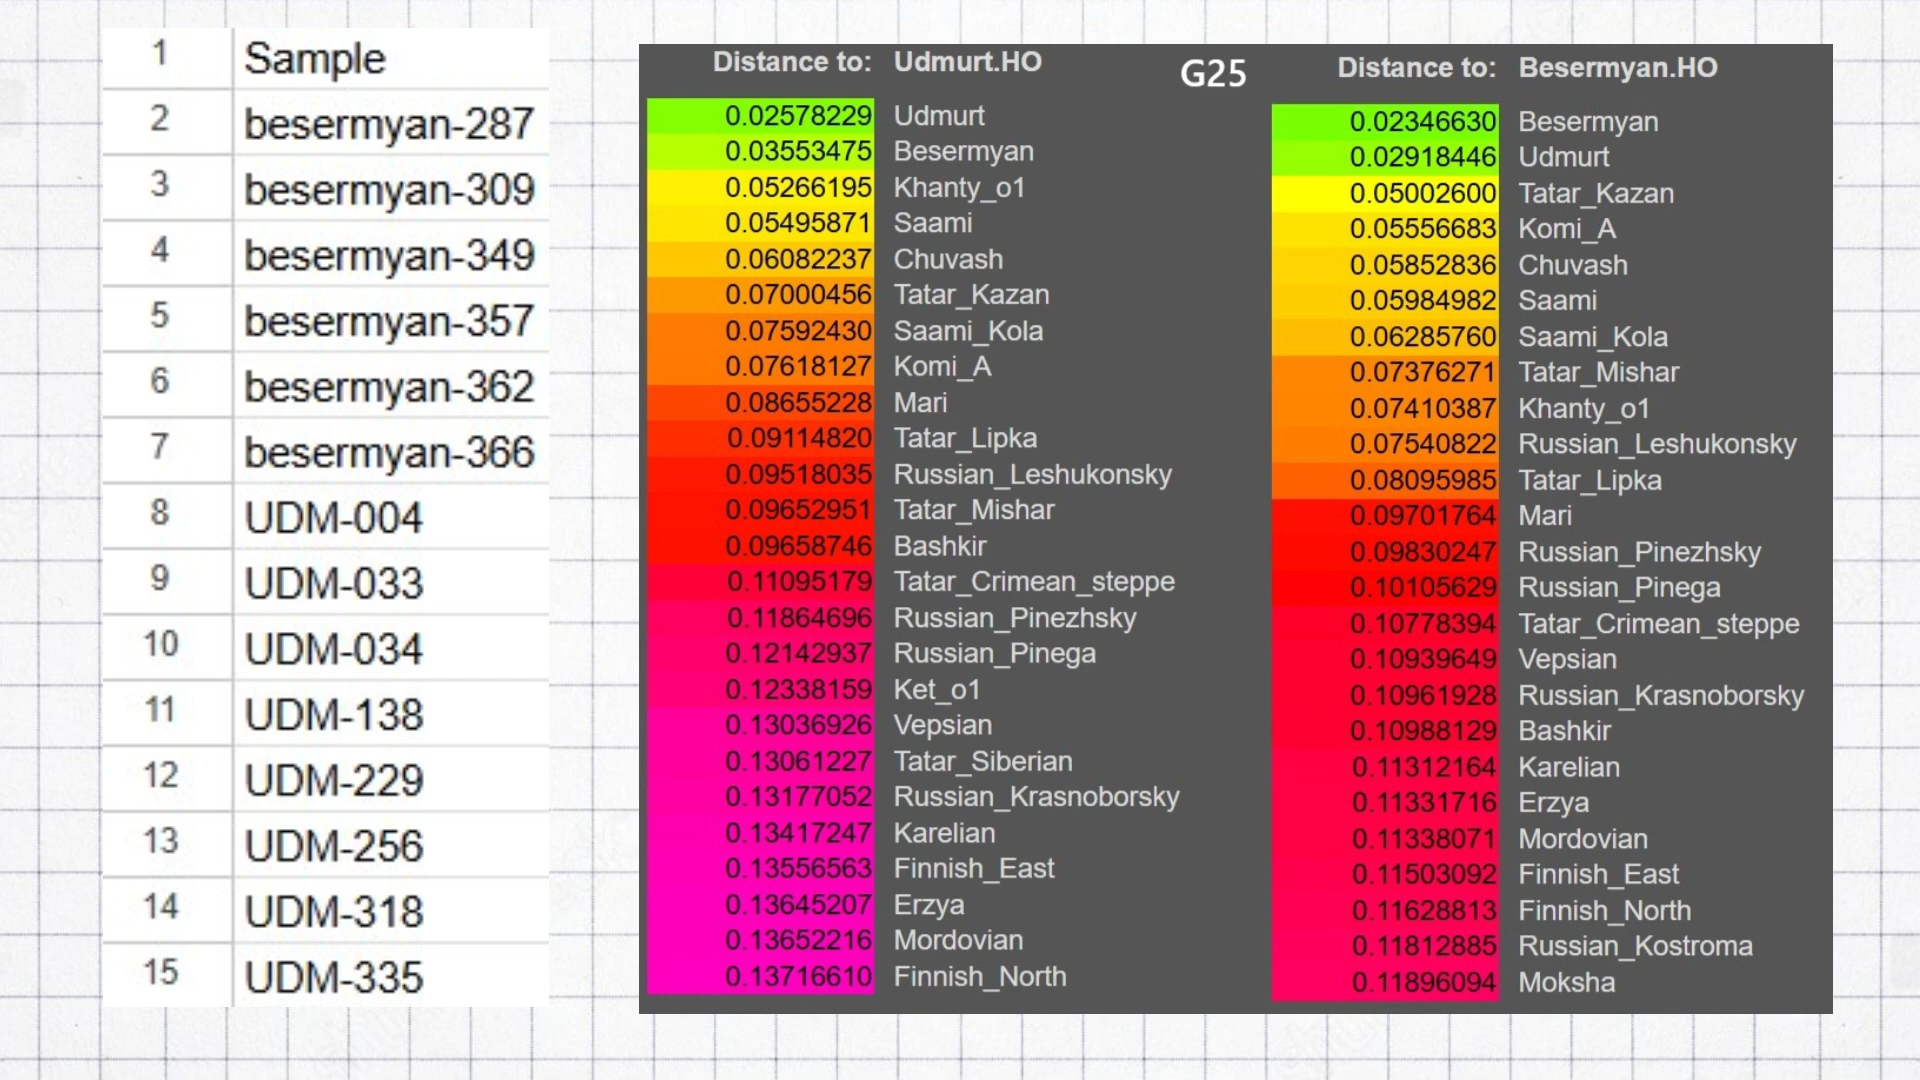 1 Sample
2 besermyan-287
3 besermyan-309
4 besermyan-349
5 besermyan-357
6 besermyan-362
7 besermyan-366
8 UDM-004
9 UDM-033
10 UDM-034
11 UDM-138
12 UDM-229
13 UDM-256
14 UDM-318
15 UDM-335
Distance to: Udmurt.HO
0.02578229 Udmurt
0.03553475 Besermyan
0.05266195 Khanty_o1
0.05495871 Saami
0.06082237 Chuvash
0.07000456 Tatar_Kazan
0.07592430 Saami_Kola
0.07618127 Komi_A
0.08655228 Mari
0.09114820 Tatar_Lipka
0.09518035 Russian_Leshukonsky
0.09652951 Tatar_Mishar
0.09658746 Bashkir
0.11095179 Tatar_Crimean_steppe
0.11864696 Russian_Pinezhsky
0.12142937 Russian_Pinega
0.12338159 Ket_o1
0.13036926 Vepsian
0.13061227 Tatar_Siberian
0.13177052 Russian_Krasnoborsky
0.13417247 Karelian
0.13556563 Finnish_East
0.13645207 Erzya
0.13652216 Mordovian
0.13716610 Finnish_North
G25
Distance to: Besermyan.HO
0.02346630 Besermyan
0.02918446 Udmurt
0.05002600 Tatar_Kazan
0.05556683 Komi_A
0.05852836 Chuvash
0.05984982 Saami
0.06285760 Saami_Kola
0.07376271 Tatar_Mishar
0.07410387 Khanty_o1
0.07540822 Russian_Leshukonsky
0.08095985 Tatar_Lipka
0.09701764 Mari
0.09830247 Russian_Pinezhsky
0.10105629 Russian_Pinega
0.10778394 Tatar_Crimean_steppe
0.10939649 Vepsian
0.10961928 Russian_Krasnoborsky
0.10988129 Bashkir
0.11312164 Karelian
0.11331716 Erzya
0.11338071 Mordovian
0.11503092 Finnish_East
0.11628813 Finnish_North
0.11812885 Russian_Kostroma
0.11896094 Moksha